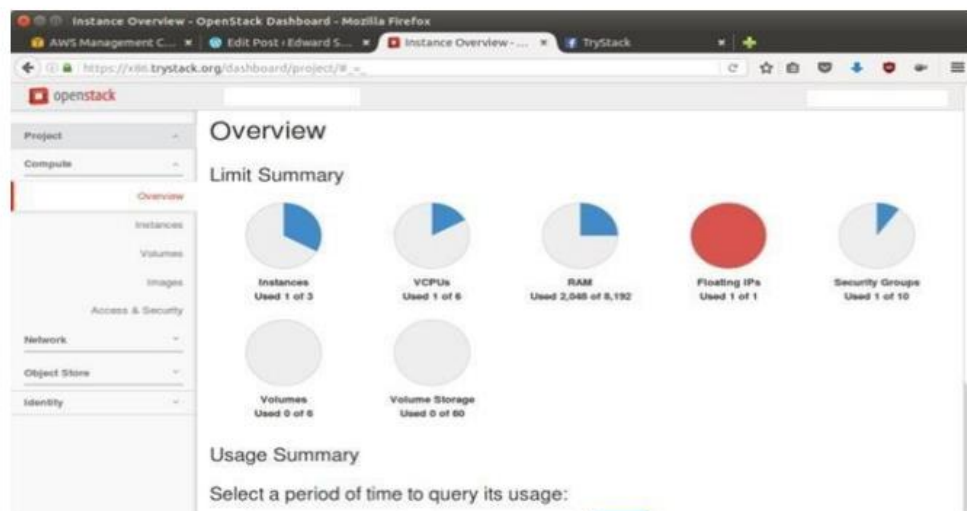 Instance Overview - OpenStack Dashboard - Mozilla Firefox
AWS Management C... Edit Post ‹ Edward S... Instance Overview - ... TryStack
https://x86.trystack.org/dashboard/project/#_=_
openstack
Project
Compute
Overview
Instances
Volumes
Images
Access & Security
Network
Object Store
Identity
Overview
Limit Summary
Instances
Used 1 of 3
VCPUs
Used 1 of 6
RAM
Used 2,048 of 8,192
Floating IPs
Used 1 of 1
Security Groups
Used 1 of 10
Volumes
Used 0 of 6
Volume Storage
Used 0 of 60
Usage Summary
Select a period of time to query its usage: